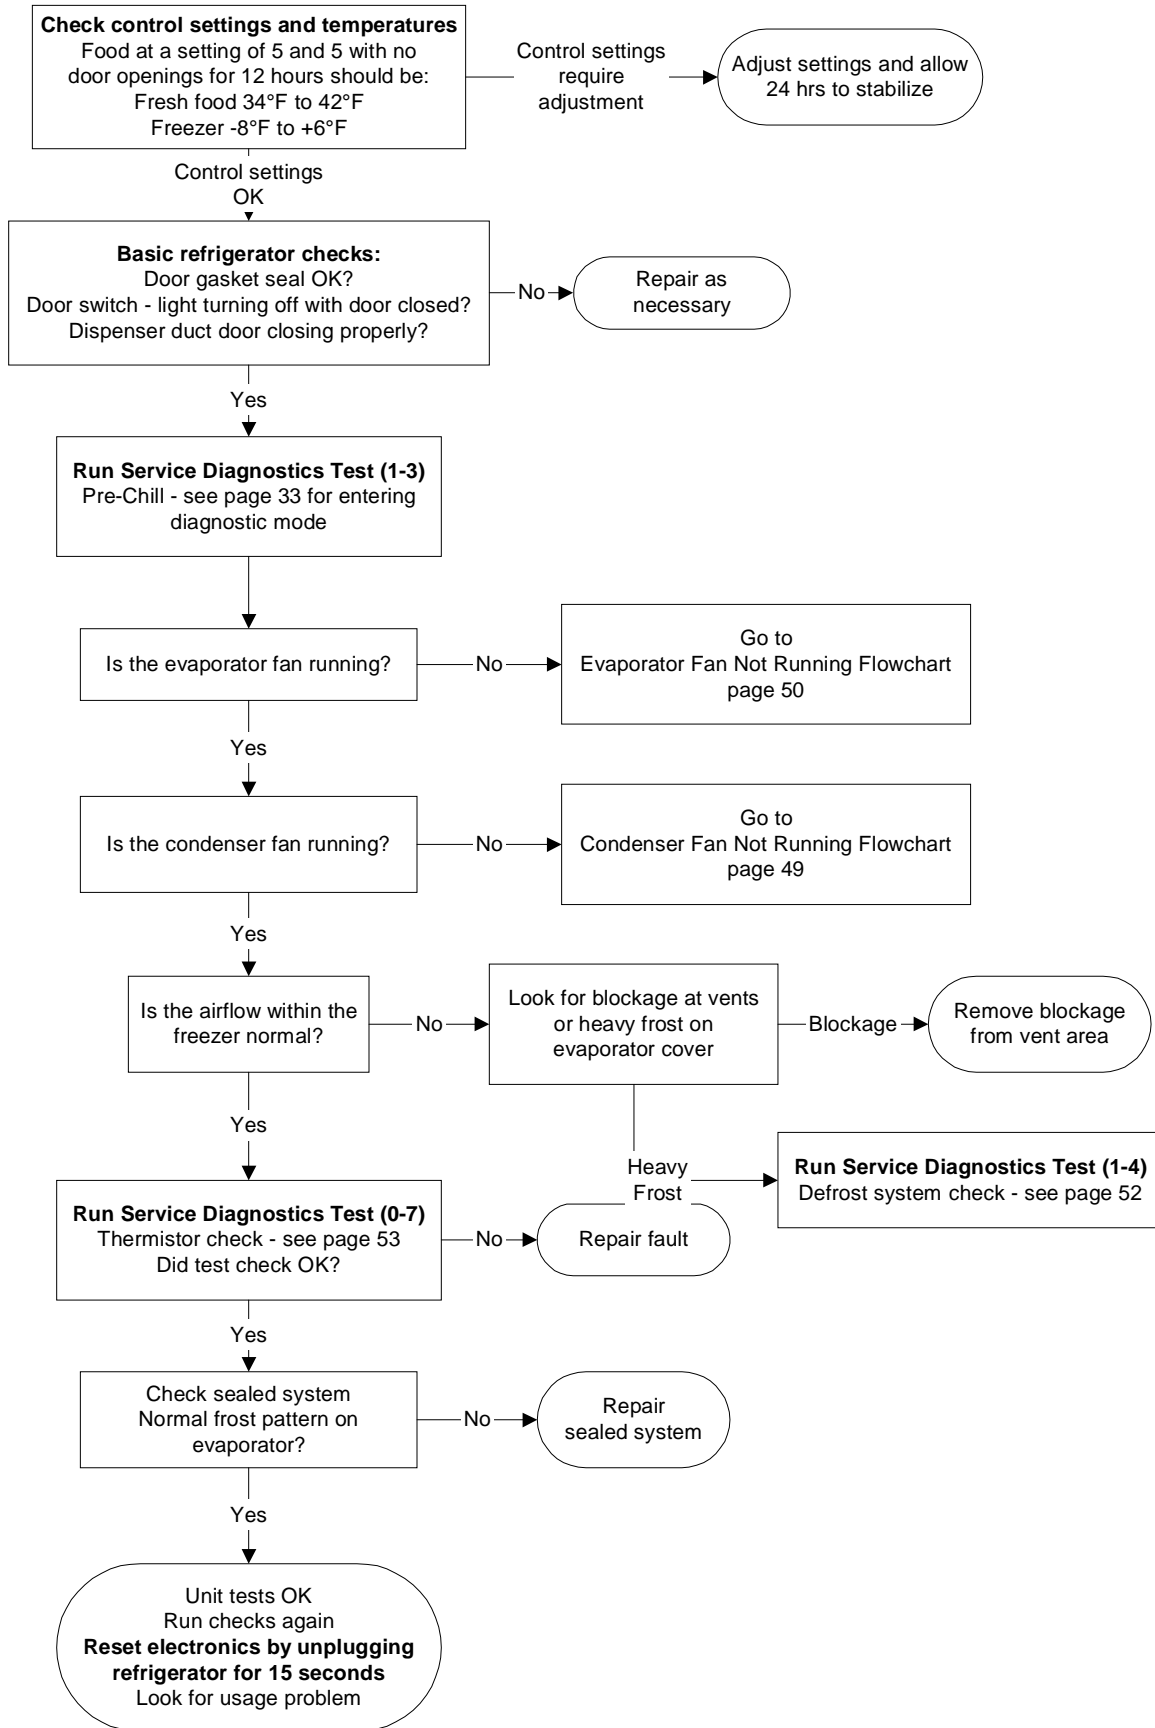 Check control settings and temperatures
Food at a setting of 5 and 5 with no
door openings for 12 hours should be:
Fresh food 34°F to 42°F
Freezer -8°F to +6°F
Control settings
require
adjustment
Adjust settings and allow
24 hrs to stabilize
Control settings
OK
Basic refrigerator checks:
Door gasket seal OK?
Door switch - light turning off with door closed?
Dispenser duct door closing properly?
No
Repair as
necessary
Yes
Run Service Diagnostics Test (1-3)
Pre-Chill - see page 33 for entering
diagnostic mode
Is the evaporator fan running?
No
Go to
Evaporator Fan Not Running Flowchart
page 50
Yes
Is the condenser fan running?
No
Go to
Condenser Fan Not Running Flowchart
page 49
Yes
Is the airflow within the
freezer normal?
No
Look for blockage at vents
or heavy frost on
evaporator cover
Blockage
Remove blockage
from vent area
Yes
Heavy
Frost
Run Service Diagnostics Test (1-4)
Defrost system check - see page 52
Run Service Diagnostics Test (0-7)
Thermistor check - see page 53
Did test check OK?
No
Repair fault
Yes
Check sealed system
Normal frost pattern on
evaporator?
No
Repair
sealed system
Yes
Unit tests OK
Run checks again
Reset electronics by unplugging
refrigerator for 15 seconds
Look for usage problem